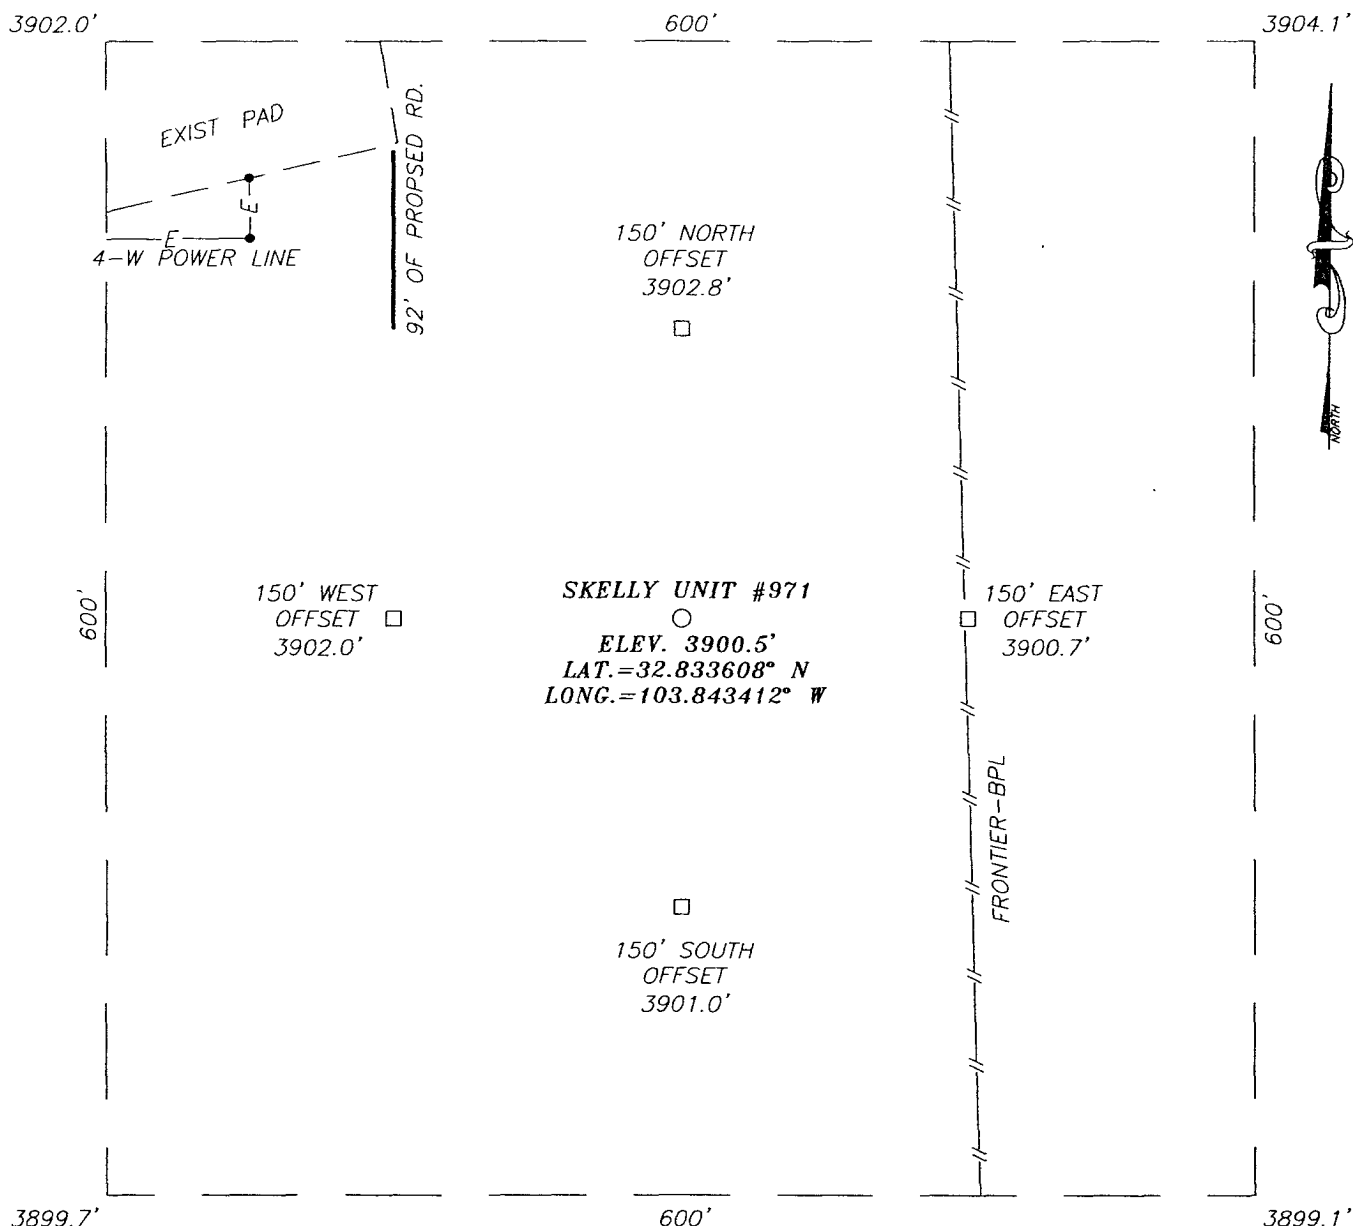 3902.0'
600'
3904.1'
EXIST PAD
92' OF PROPSED RD.
E
E
4-W POWER LINE
150' NORTH
OFFSET
3902.8'
NORTH
600'
150' WEST
OFFSET
3902.0'
SKELLY UNIT #971
ELEV. 3900.5'
LAT.=32.833608° N
LONG.=103.843412° W
150' EAST
OFFSET
3900.7'
600'
FRONTIER-BPL
150' SOUTH
OFFSET
3901.0'
3899.7'
600'
3899.1'